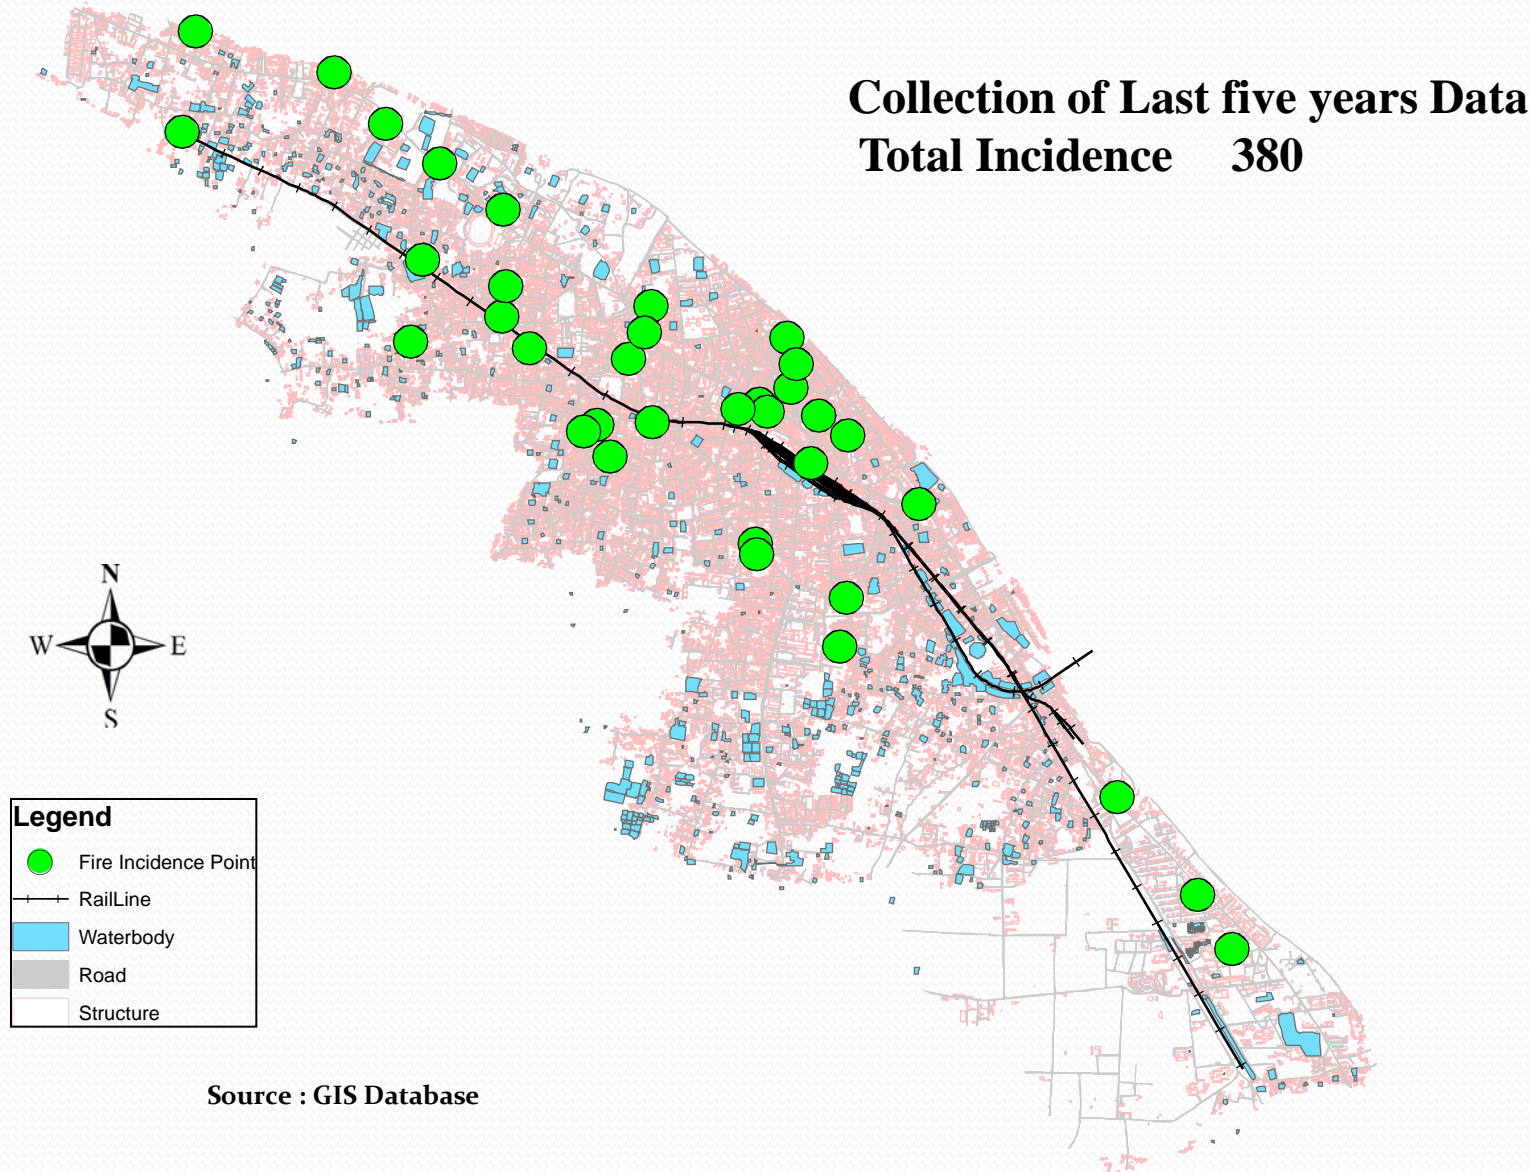 Collection of Last five years Data
Total Incidence 380
N
W E
S
Legend
Fire Incidence Point
RailLine
Waterbody
Road
Structure
Source : GIS Database